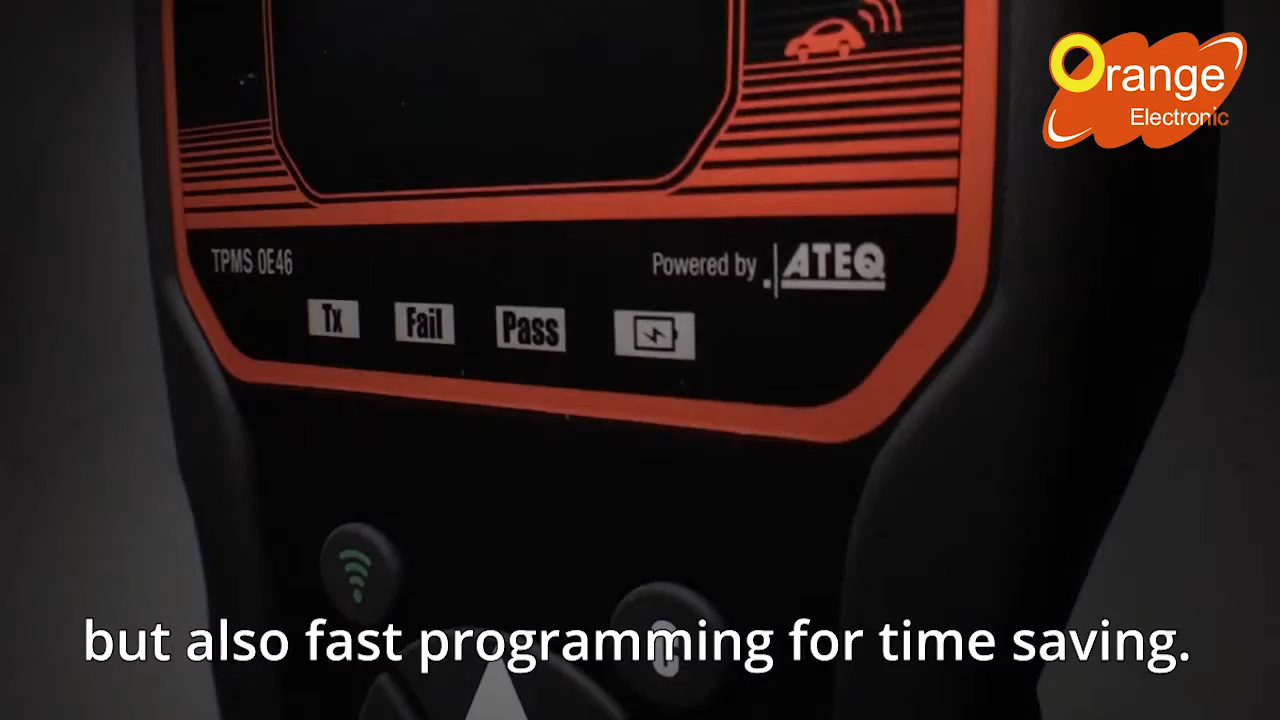 Orange
Electronic
TPMS OE46
Powered by ATEQ
Tx Fail Pass
but also fast programming for time saving.